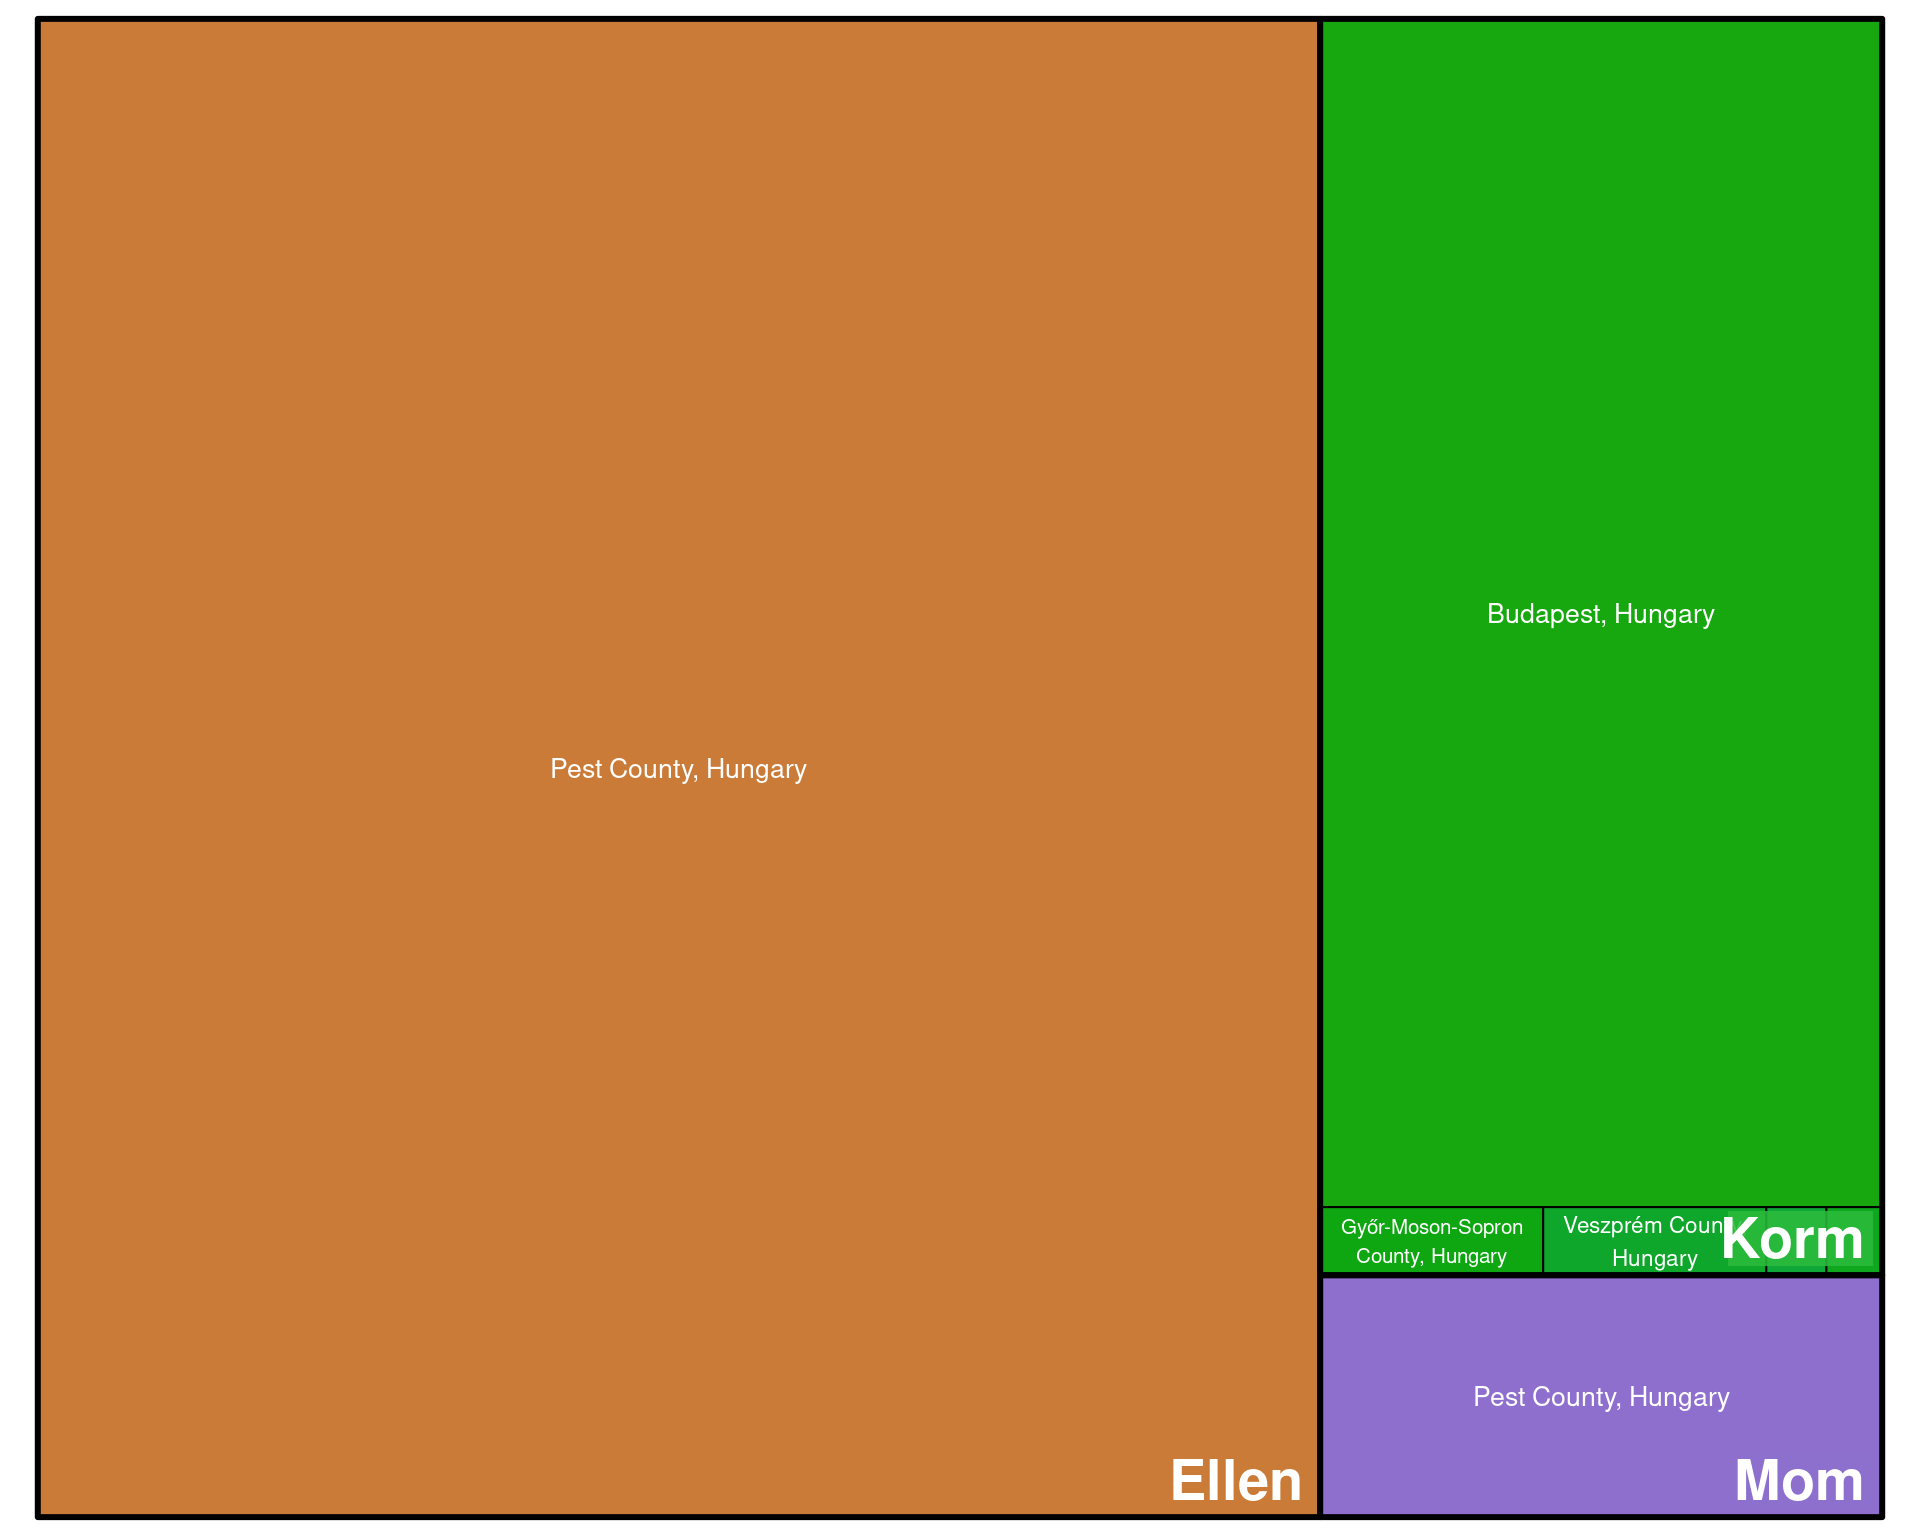 Pest County, Hungary
Ellen
Budapest, Hungary
Győr-Moson-Sopron
County, Hungary
Veszprém Coun
Hungary
Korm
Pest County, Hungary
Mom